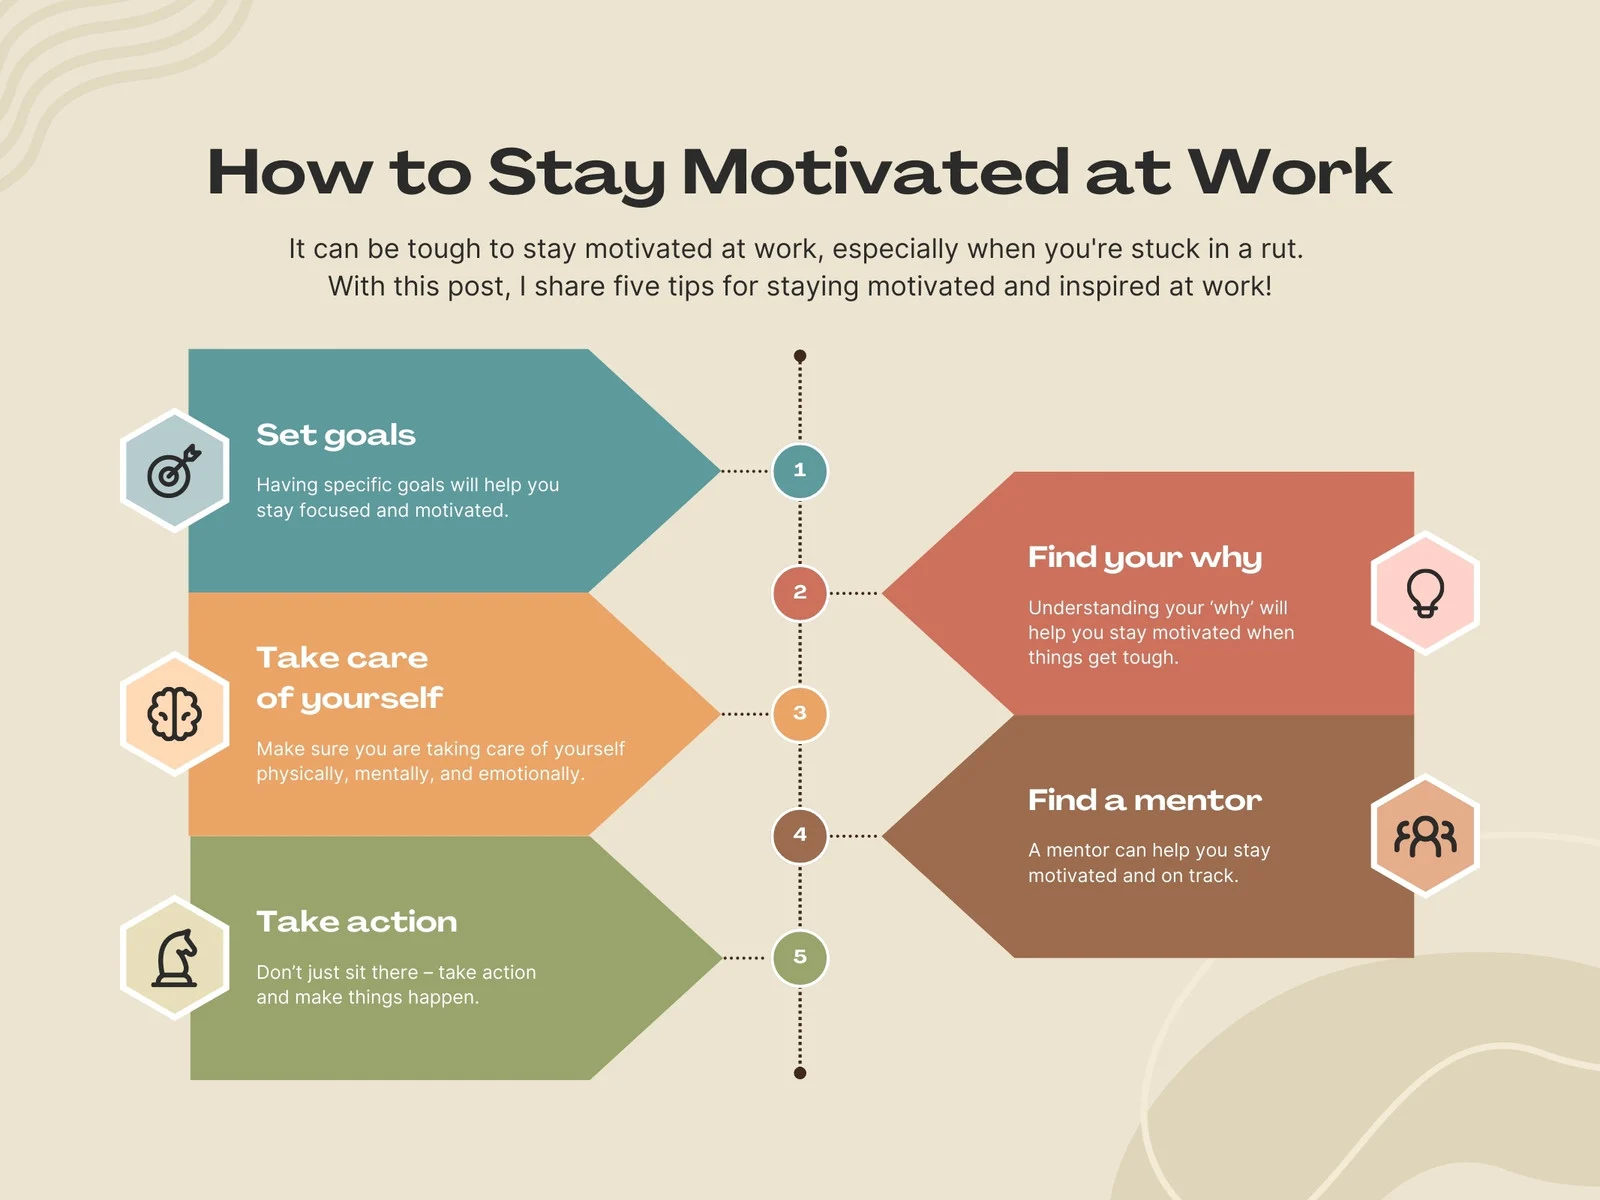 How to Stay Motivated at Work
It can be tough to stay motivated at work, especially when you're stuck in a rut.
With this post, I share five tips for staying motivated and inspired at work!
1
Set goals
Having specific goals will help you
stay focused and motivated.
2
Find your why
Understanding your ‘why‘ will
help you stay motivated when
things get tough.
3
Take care
of yourself
Make sure you are taking care of yourself
physically, mentally, and emotionally.
4
Find a mentor
A mentor can help you stay
motivated and on track.
5
Take action
Don’t just sit there – take action
and make things happen.